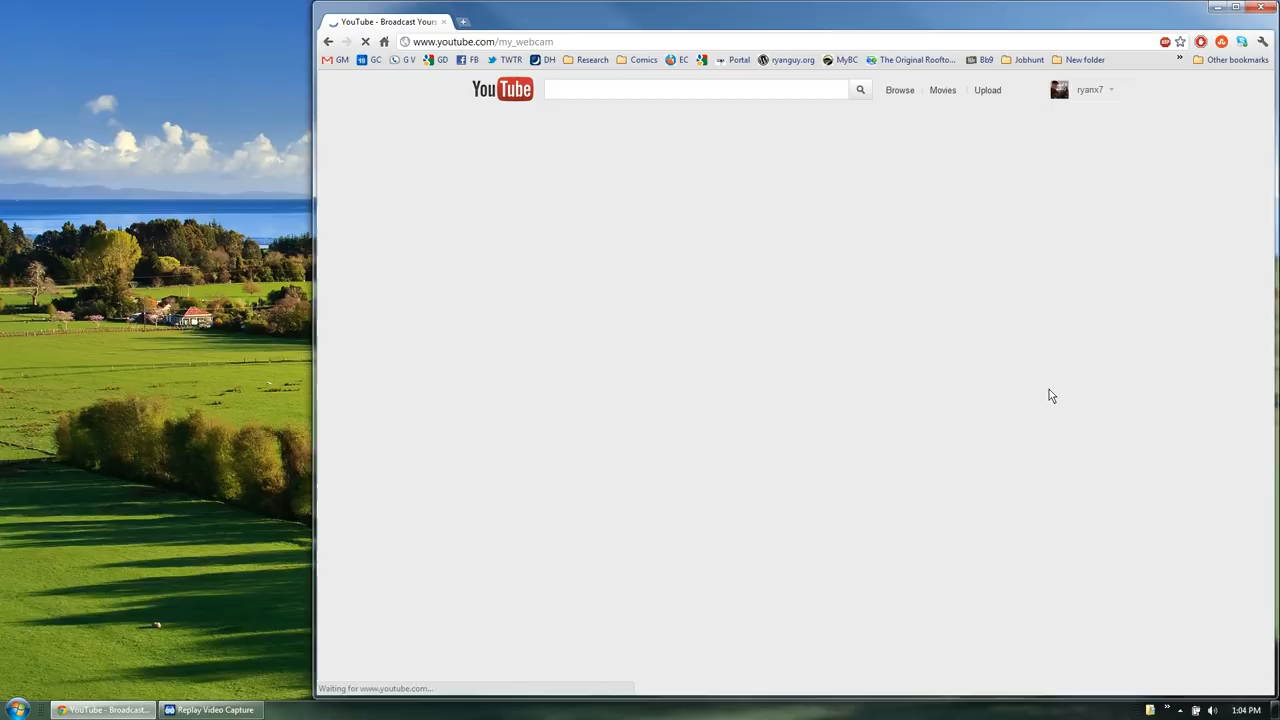 YouTube - Broadcast Yours
www.youtube.com/my_webcam
GM GC G V GD FB TWTR DH Research Comics EC Portal ryanguy.org MyBC The Original Roofto... Bb9 Jobhunt New folder » Other bookmarks
YouTube Browse Movies Upload ryanx7
Waiting for www.youtube.com...
YouTube - Broadcast... Replay Video Capture 1:04 PM